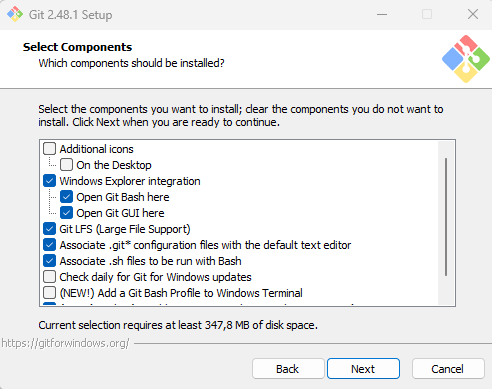 Git 2.48.1 Setup
Select Components
Which components should be installed?
Select the components you want to install; clear the components you do not want to
install. Click Next when you are ready to continue.
Additional icons
On the Desktop
Windows Explorer integration
Open Git Bash here
Open Git GUI here
Git LFS (Large File Support)
Associate .git* configuration files with the default text editor
Associate .sh files to be run with Bash
Check daily for Git for Windows updates
(NEW!) Add a Git Bash Profile to Windows Terminal
Current selection requires at least 347,8 MB of disk space.
https://gitforwindows.org/
Back
Next
Cancel